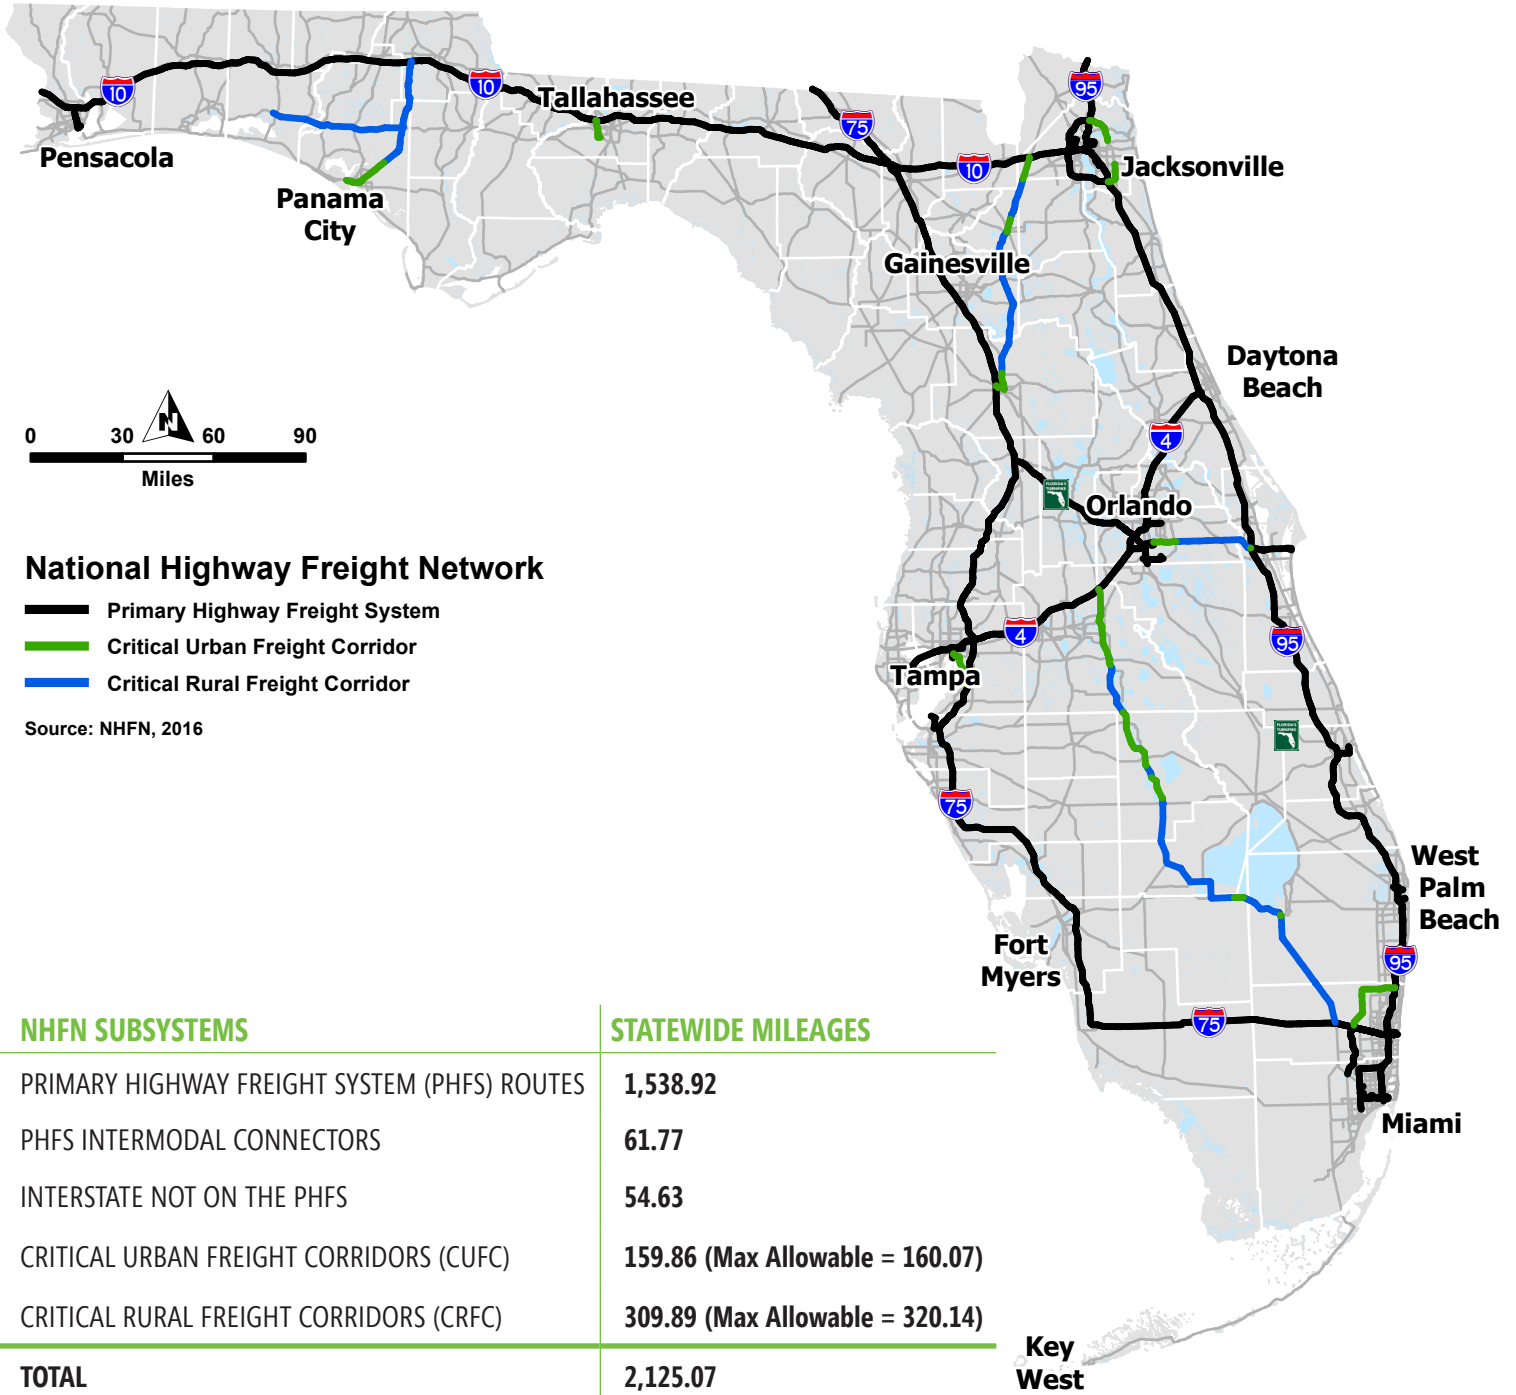 10
10
Tallahassee
75
95
Pensacola
10
Jacksonville
Panama
City
Gainesville
Daytona
Beach
0 30 N 60 90
Miles
4
FLORIDA'S
TURNPIKE
Orlando
National Highway Freight Network
Primary Highway Freight System
Critical Urban Freight Corridor
Critical Rural Freight Corridor
Source: NHFN, 2016
4
95
Tampa
FLORIDA'S
TURNPIKE
75
West
Palm
Beach
Fort
Myers
95
75
Miami
NHFN SUBSYSTEMS STATEWIDE MILEAGES
PRIMARY HIGHWAY FREIGHT SYSTEM (PHFS) ROUTES 1,538.92
PHFS INTERMODAL CONNECTORS 61.77
INTERSTATE NOT ON THE PHFS 54.63
CRITICAL URBAN FREIGHT CORRIDORS (CUFC) 159.86 (Max Allowable = 160.07)
CRITICAL RURAL FREIGHT CORRIDORS (CRFC) 309.89 (Max Allowable = 320.14)
TOTAL 2,125.07
Key
West